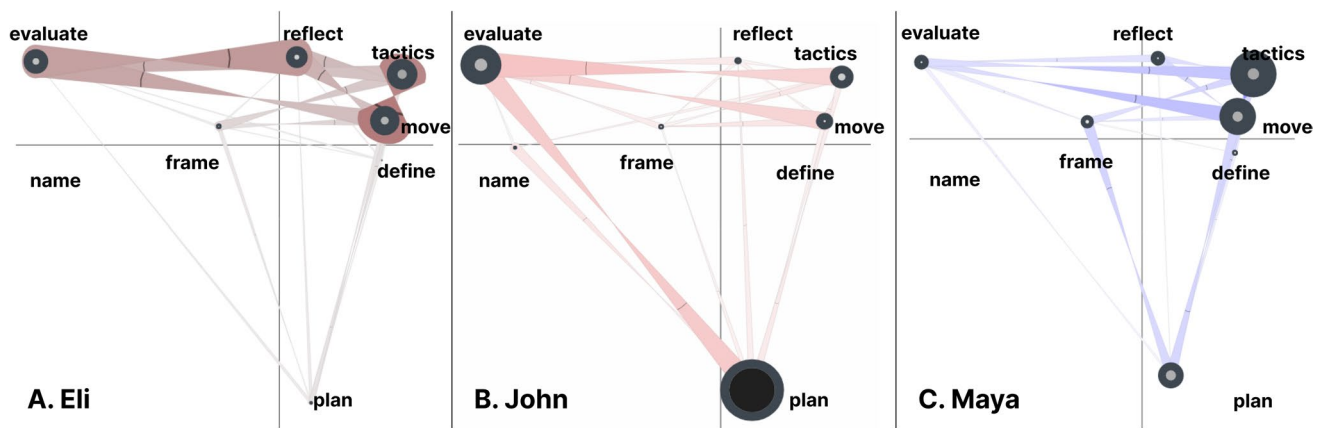 evaluate
reflect
tactics
move
frame
define
name
plan
A. Eli
evaluate
reflect
tactics
move
frame
define
name
plan
B. John
evaluate
reflect
tactics
move
frame
define
name
plan
C. Maya